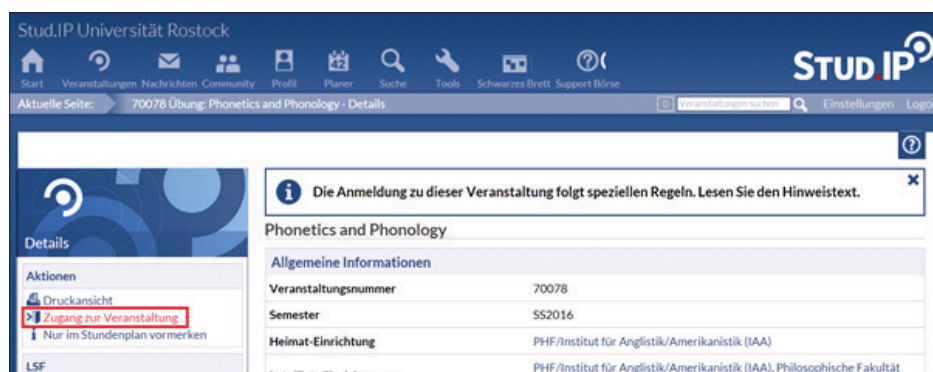 Stud.IP Universität Rostock
Start Veranstaltungen Nachrichten Community Profil Planer Suche Tools Schwarzes Brett Support Börse
STUD.IP
Aktuelle Seite: 70078 Übung: Phonetics and Phonology - Details
Veranstaltungen suchen Einstellungen Logo
Die Anmeldung zu dieser Veranstaltung folgt speziellen Regeln. Lesen Sie den Hinweistext.
Details
Phonetics and Phonology
Allgemeine Informationen
Aktionen
Druckansicht
Zugang zur Veranstaltung
Nur im Stundenplan vormerken
LSF
Veranstaltungsnummer 70078
Semester SS2016
Heimat-Einrichtung PHF/Institut für Anglistik/Amerikanistik (IAA)
PHF/Institut für Anglistik/Amerikanistik (IAA), Philosophische Fakultät